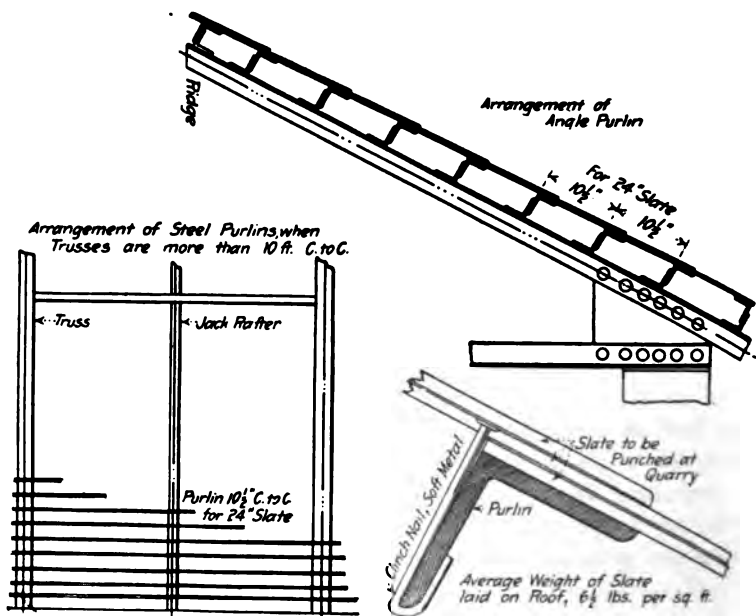 Arrangement of
Angle Purlin
Ridge
For 24" Slate
10½"
10½"
Arrangement of Steel Purlins, when
Trusses are more than 10 ft. C. to C.
Truss
Jack Rafter
Purlin 10½" C. to C
for 24" Slate
Slate to be
Punched at
Quarry
Clinch Nail, Soft Metal
Purlin
Average Weight of Slate
laid on Roof, 6½ lbs. per sq. ft.